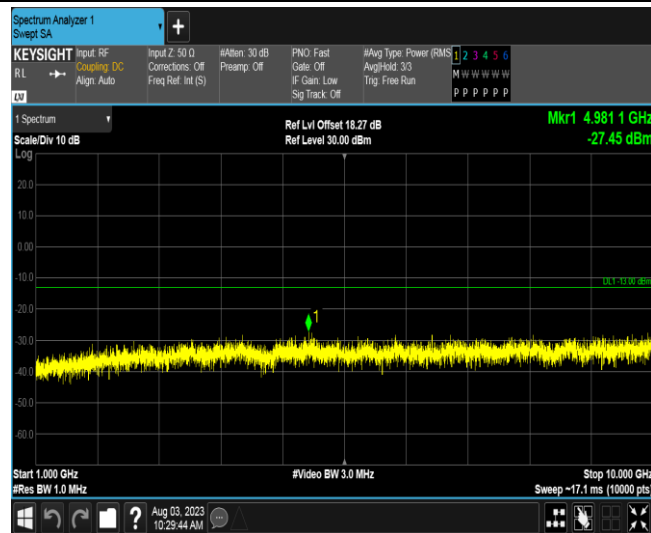 Spectrum Analyzer 1
Swept SA
+
KEYSIGHT Input: RF
RL
Coupling: DC
Align: Auto
LXI
Input Z: 50 Ω
Corrections: Off
Freq Ref: Int (S)
#Atten: 30 dB
Preamp: Off
PNO: Fast
Gate: Off
IF Gain: Low
Sig Track: Off
#Avg Type: Power (RMS
Avg|Hold: 3/3
Trig: Free Run
1 2 3 4 5 6
M W W W W W
P P P P P P
1 Spectrum
Scale/Div 10 dB
Log
Ref Lvl Offset 18.27 dB
Ref Level 30.00 dBm
Mkr1 4.981 1 GHz
-27.45 dBm
20.0
10.0
0.00
-10.0
DL1 -13.00 dBm
-20.0
1
-30.0
-40.0
-50.0
-60.0
Start 1.000 GHz
#Res BW 1.0 MHz
#Video BW 3.0 MHz
Stop 10.000 GHz
Sweep ~17.1 ms (10000 pts)
?
Aug 03, 2023
10:29:44 AM